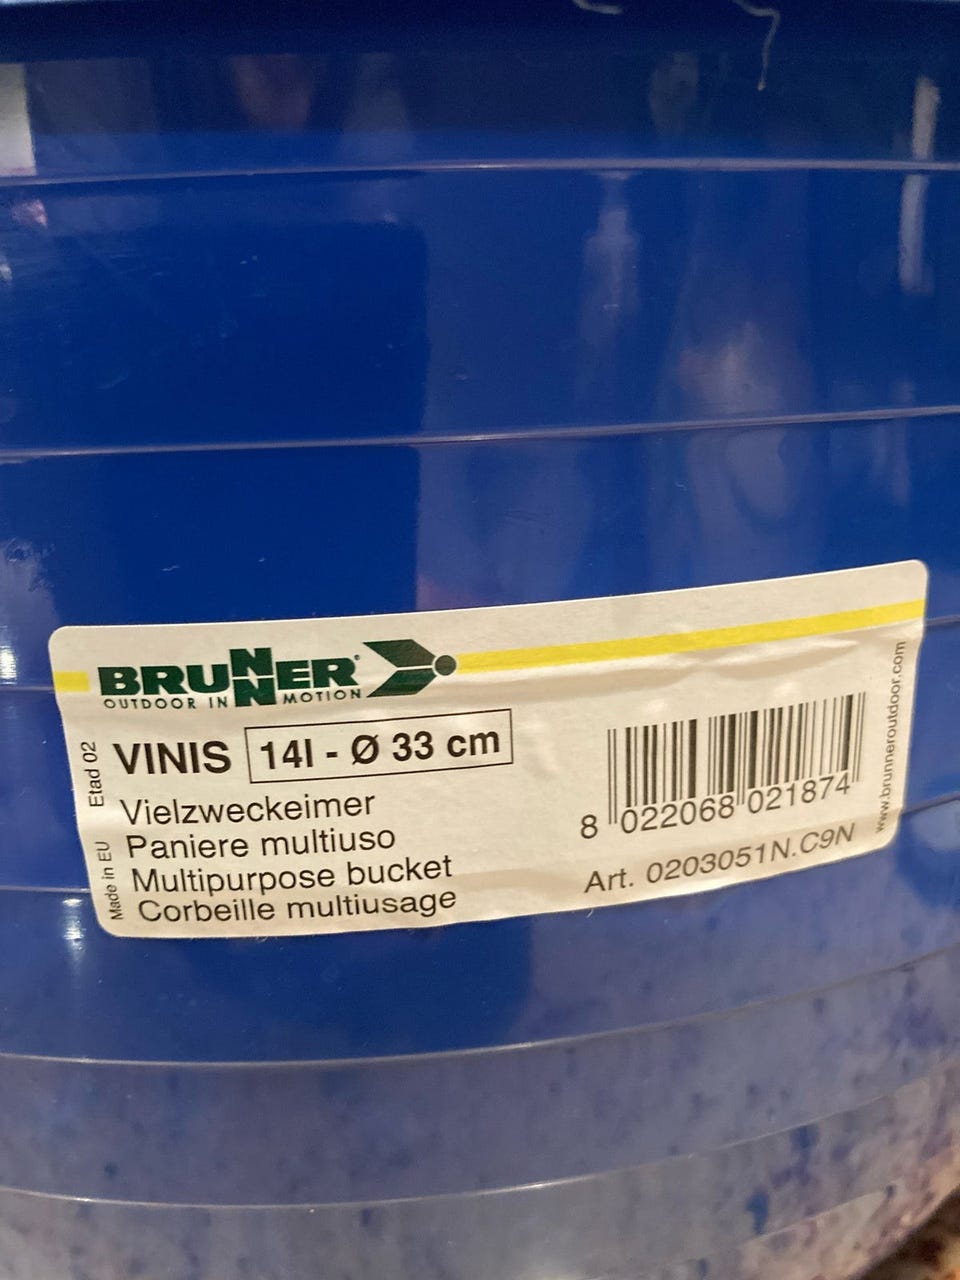 BRUNNER
OUTDOOR IN MOTION
VINIS 14l - Ø 33 cm
Vielzweckeimer
Paniere multiuso
Multipurpose bucket
Corbeille multiusage
Made in EU Etad 02
8 022068 021874
Art. 0203051N.C9N
www.brunneroutdoor.com